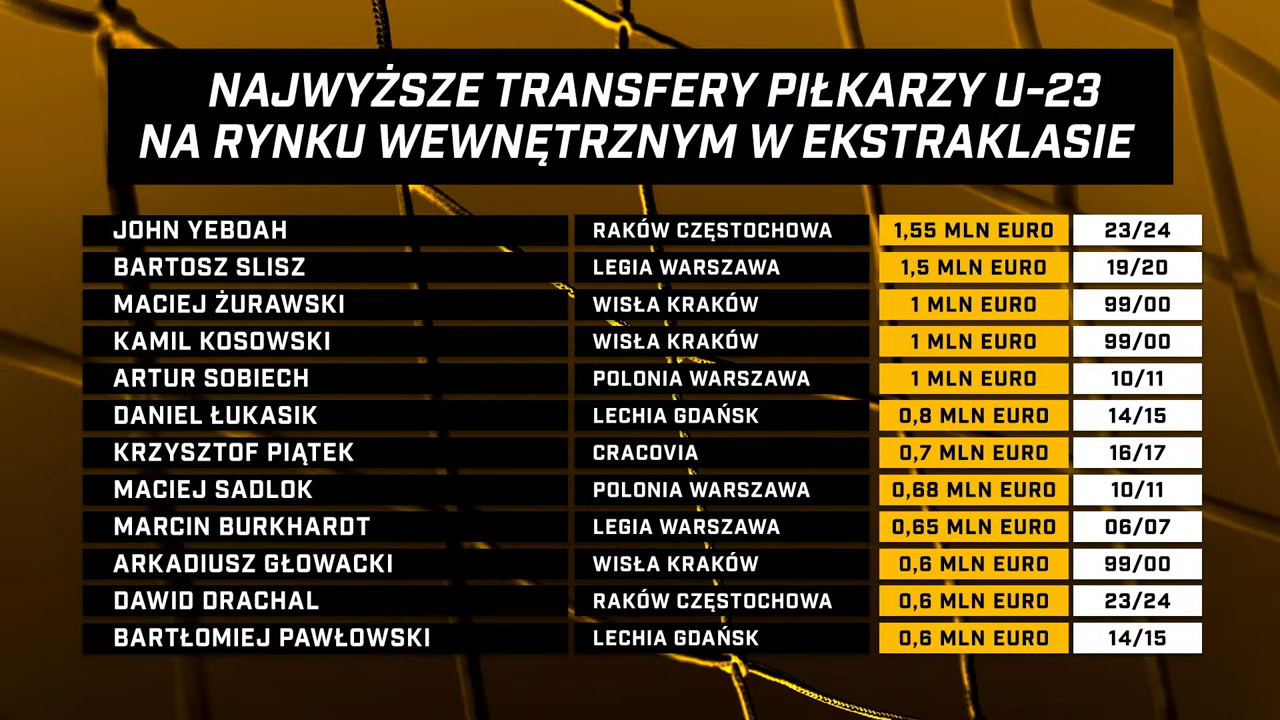 NAJWYŻSZE TRANSFERY PIŁKARZY U-23
NA RYNKU WEWNĘTRZNYM W EKSTRAKLASIE
JOHN YEBOAH RAKÓW CZĘSTOCHOWA 1,55 MLN EURO 23/24
BARTOSZ SLISZ LEGIA WARSZAWA 1,5 MLN EURO 19/20
MACIEJ ŻURAWSKI WISŁA KRAKÓW 1 MLN EURO 99/00
KAMIL KOSOWSKI WISŁA KRAKÓW 1 MLN EURO 99/00
ARTUR SOBIECH POLONIA WARSZAWA 1 MLN EURO 10/11
DANIEL ŁUKASIK LECHIA GDAŃSK 0,8 MLN EURO 14/15
KRZYSZTOF PIĄTEK CRACOVIA 0,7 MLN EURO 16/17
MACIEJ SADLOK POLONIA WARSZAWA 0,68 MLN EURO 10/11
MARCIN BURKHARDT LEGIA WARSZAWA 0,65 MLN EURO 06/07
ARKADIUSZ GŁOWACKI WISŁA KRAKÓW 0,6 MLN EURO 99/00
DAWID DRACHAL RAKÓW CZĘSTOCHOWA 0,6 MLN EURO 23/24
BARTŁOMIEJ PAWŁOWSKI LECHIA GDAŃSK 0,6 MLN EURO 14/15